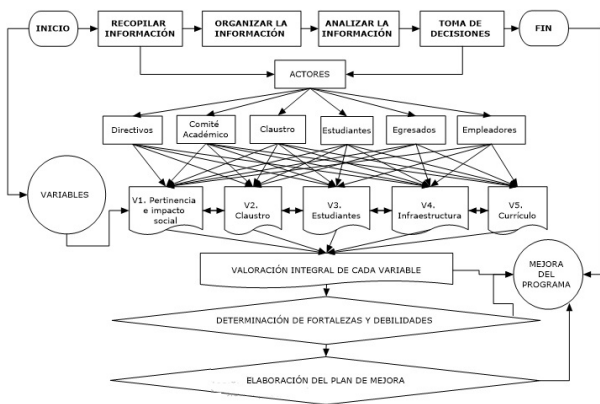 INICIO
RECOPILAR
INFORMACIÓN
ORGANIZAR LA
INFORMACIÓN
ANALIZAR LA
INFORMACIÓN
TOMA DE
DECISIONES
FIN
ACTORES
Directivos
Comité
Académico
Claustro
Estudiantes
Egresados
Empleadores
VARIABLES
V1. Pertinencia
e impacto
social
V2.
Claustro
V3.
Estudiantes
V4.
Infraestructura
V5.
Currículo
VALORACIÓN INTEGRAL DE CADA VARIABLE
MEJORA
DEL
PROGRAMA
DETERMINACIÓN DE FORTALEZAS Y DEBILIDADES
ELABORACIÓN DEL PLAN DE MEJORA